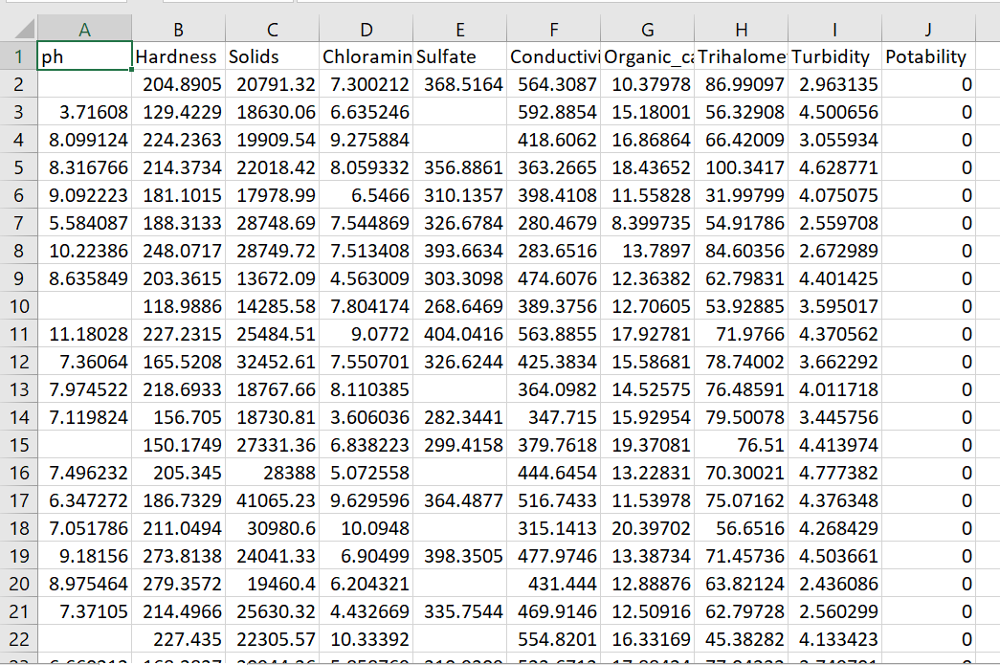 A B C D E F G H I J
1 ph Hardness Solids Chloramin Sulfate Conductivi Organic_ca Trihalome Turbidity Potability
2 204.8905 20791.32 7.300212 368.5164 564.3087 10.37978 86.99097 2.963135 0
3 3.71608 129.4229 18630.06 6.635246 592.8854 15.18001 56.32908 4.500656 0
4 8.099124 224.2363 19909.54 9.275884 418.6062 16.86864 66.42009 3.055934 0
5 8.316766 214.3734 22018.42 8.059332 356.8861 363.2665 18.43652 100.3417 4.628771 0
6 9.092223 181.1015 17978.99 6.5466 310.1357 398.4108 11.55828 31.99799 4.075075 0
7 5.584087 188.3133 28748.69 7.544869 326.6784 280.4679 8.399735 54.91786 2.559708 0
8 10.22386 248.0717 28749.72 7.513408 393.6634 283.6516 13.7897 84.60356 2.672989 0
9 8.635849 203.3615 13672.09 4.563009 303.3098 474.6076 12.36382 62.79831 4.401425 0
10 118.9886 14285.58 7.804174 268.6469 389.3756 12.70605 53.92885 3.595017 0
11 11.18028 227.2315 25484.51 9.0772 404.0416 563.8855 17.92781 71.9766 4.370562 0
12 7.36064 165.5208 32452.61 7.550701 326.6244 425.3834 15.58681 78.74002 3.662292 0
13 7.974522 218.6933 18767.66 8.110385 364.0982 14.52575 76.48591 4.011718 0
14 7.119824 156.705 18730.81 3.606036 282.3441 347.715 15.92954 79.50078 3.445756 0
15 150.1749 27331.36 6.838223 299.4158 379.7618 19.37081 76.51 4.413974 0
16 7.496232 205.345 28388 5.072558 444.6454 13.22831 70.30021 4.777382 0
17 6.347272 186.7329 41065.23 9.629596 364.4877 516.7433 11.53978 75.07162 4.376348 0
18 7.051786 211.0494 30980.6 10.0948 315.1413 20.39702 56.6516 4.268429 0
19 9.18156 273.8138 24041.33 6.90499 398.3505 477.9746 13.38734 71.45736 4.503661 0
20 8.975464 279.3572 19460.4 6.204321 431.444 12.88876 63.82124 2.436086 0
21 7.37105 214.4966 25630.32 4.432669 335.7544 469.9146 12.50916 62.79728 2.560299 0
22 227.435 22305.57 10.33392 554.8201 16.33169 45.38282 4.133423 0